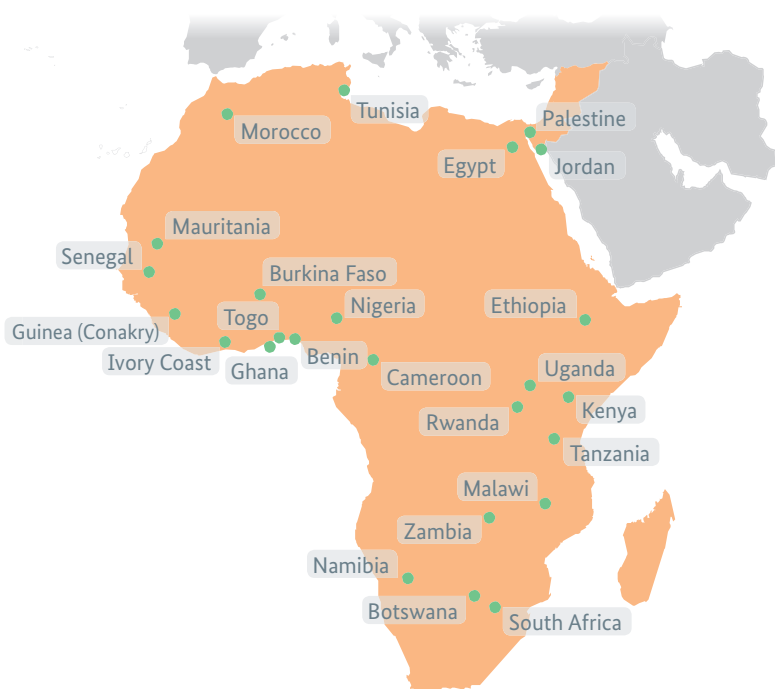 Tunisia
Palestine
Morocco
Egypt
Jordan
Mauritania
Senegal
Burkina Faso
Nigeria
Ethiopia
Togo
Guinea (Conakry)
Ivory Coast
Ghana
Benin
Cameroon
Uganda
Rwanda
Kenya
Tanzania
Malawi
Zambia
Namibia
Botswana
South Africa